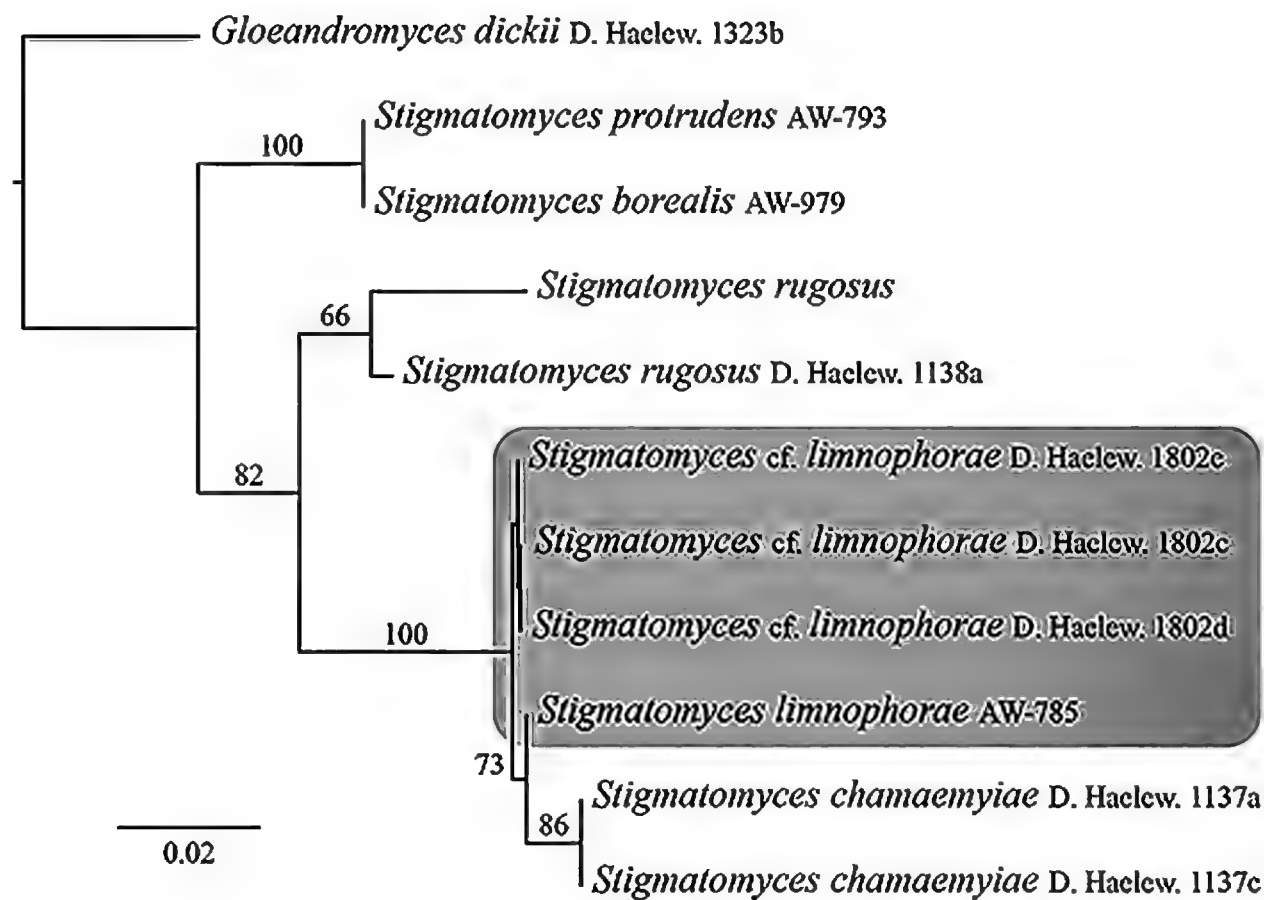 Gloeandromyces dickii D. Haelew. 1323b
Stigmatomyces protrudens AW-793
100
Stigmatomyces borealis AW-979
Stigmatomyces rugosus
66
Stigmatomyces rugosus D. Haelew. 1138a
Stigmatomyces cf. limnophorae D. Haelew. 1802e
82
Stigmatomyces cf. limnophorae D. Haelew. 1802c
Stigmatomyces cf. limnophorae D. Haelew. 1802d
100
Stigmatomyces limnophorae AW-785
73
Stigmatomyces chamaemyiae D. Haelew. 1137a
86
0.02
Stigmatomyces chamaemyiae D. Haelew. 1137c